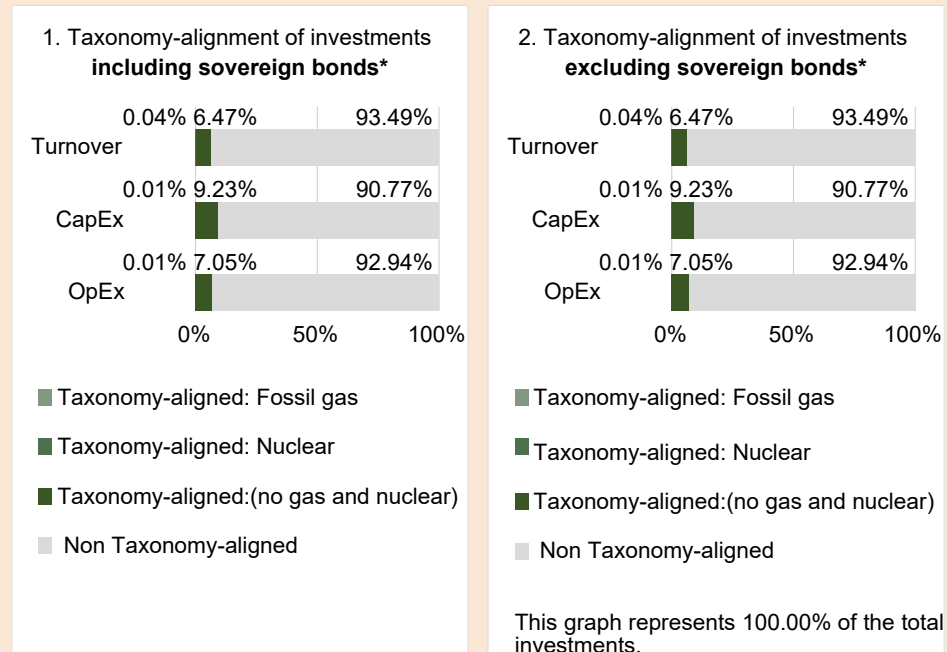 1. Taxonomy-alignment of investments
including sovereign bonds*
0.04% 6.47% 93.49%
Turnover
0.01% 9.23% 90.77%
CapEx
0.01% 7.05% 92.94%
OpEx
0% 50% 100%
Taxonomy-aligned: Fossil gas
Taxonomy-aligned: Nuclear
Taxonomy-aligned:(no gas and nuclear)
Non Taxonomy-aligned
2. Taxonomy-alignment of investments
excluding sovereign bonds*
0.04% 6.47% 93.49%
Turnover
0.01% 9.23% 90.77%
CapEx
0.01% 7.05% 92.94%
OpEx
0% 50% 100%
Taxonomy-aligned: Fossil gas
Taxonomy-aligned: Nuclear
Taxonomy-aligned:(no gas and nuclear)
Non Taxonomy-aligned
This graph represents 100.00% of the total
investments.